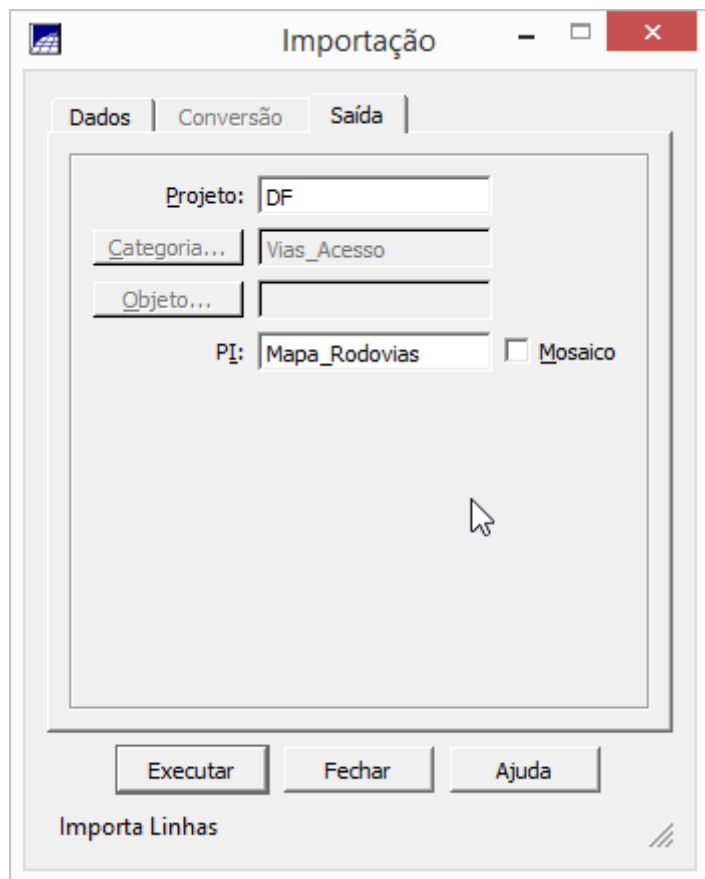 Importação
Dados Conversão Saída
Projeto: DF
Categoria... Vias_Acesso
Objeto...
PI: Mapa_Rodovias Mosaico
Executar Fechar Ajuda
Importa Linhas